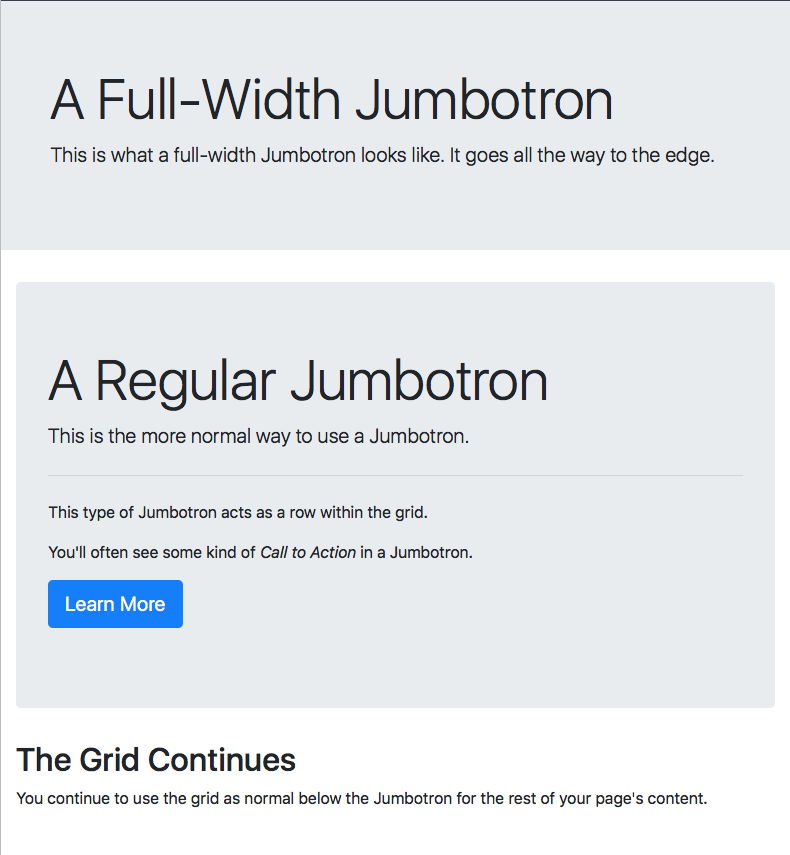 A Full-Width Jumbotron
This is what a full-width Jumbotron looks like. It goes all the way to the edge.
A Regular Jumbotron
This is the more normal way to use a Jumbotron.
This type of Jumbotron acts as a row within the grid.
You'll often see some kind of Call to Action in a Jumbotron.
Learn More
The Grid Continues
You continue to use the grid as normal below the Jumbotron for the rest of your page's content.